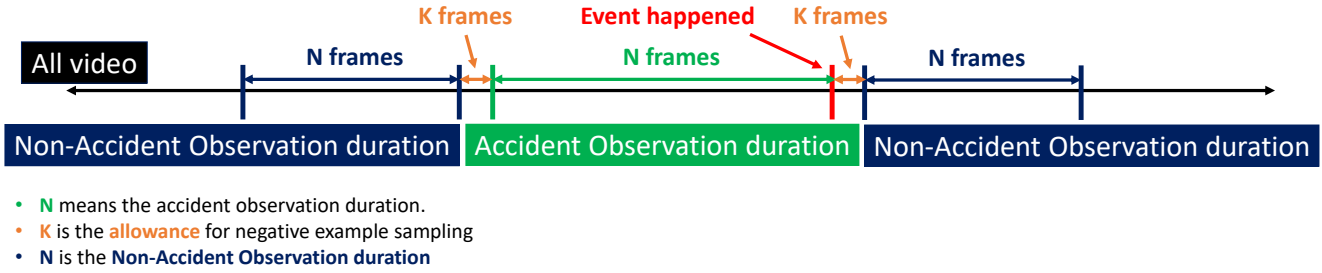 K frames Event happened K frames
All video N frames N frames N frames
Non-Accident Observation duration Accident Observation duration Non-Accident Observation duration
• N means the accident observation duration.
• K is the allowance for negative example sampling
• N is the Non-Accident Observation duration